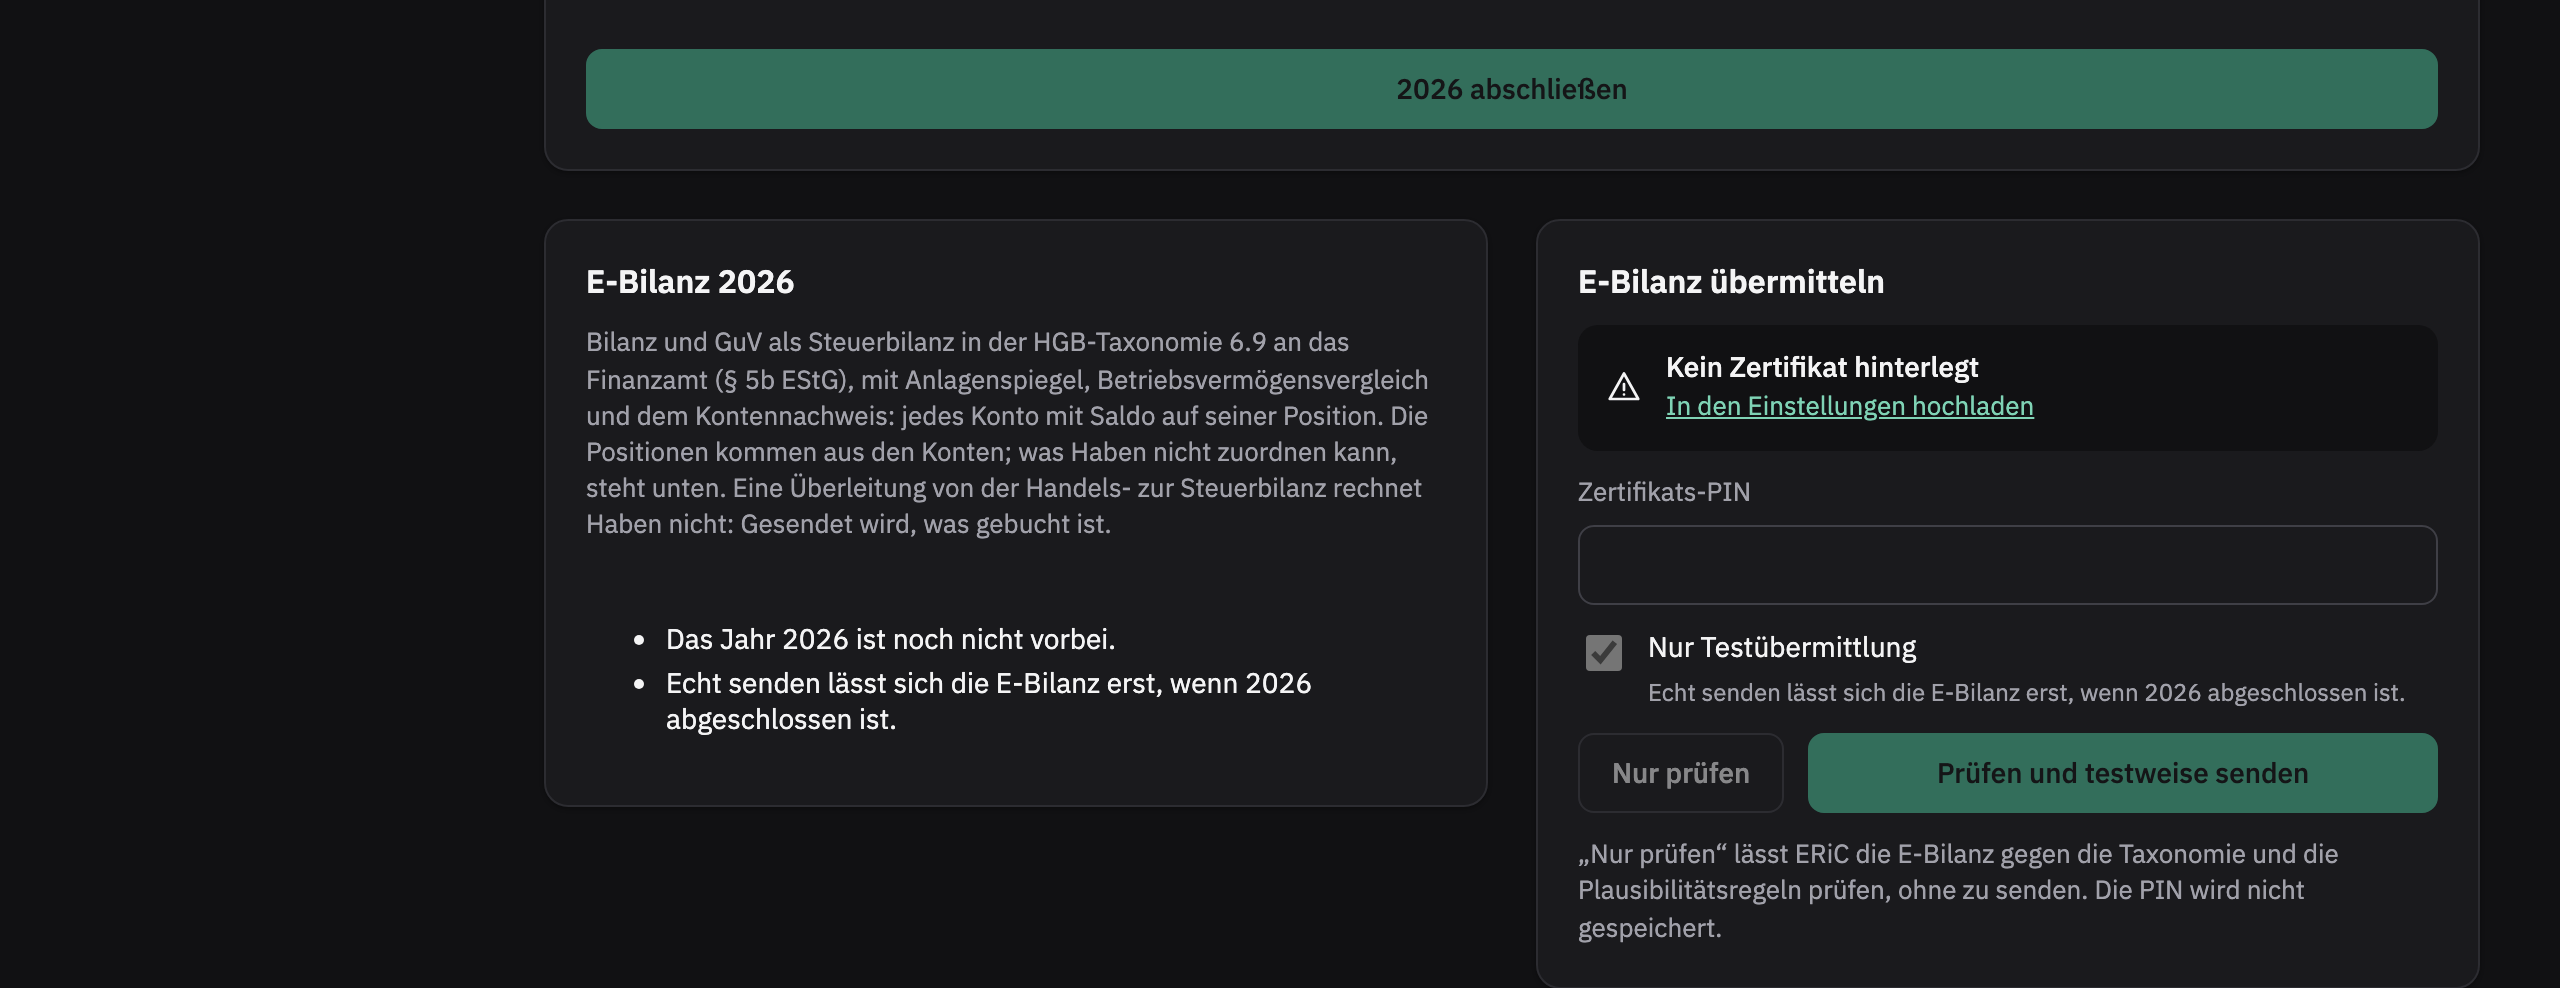 2026 abschließen
E-Bilanz 2026
Bilanz und GuV als Steuerbilanz in der HGB-Taxonomie 6.9 an das
Finanzamt (§ 5b EStG), mit Anlagenspiegel, Betriebsvermögensvergleich
und dem Kontennachweis: jedes Konto mit Saldo auf seiner Position. Die
Positionen kommen aus den Konten; was Haben nicht zuordnen kann,
steht unten. Eine Überleitung von der Handels- zur Steuerbilanz rechnet
Haben nicht: Gesendet wird, was gebucht ist.
• Das Jahr 2026 ist noch nicht vorbei.
• Echt senden lässt sich die E-Bilanz erst, wenn 2026
abgeschlossen ist.
E-Bilanz übermitteln
Kein Zertifikat hinterlegt
In den Einstellungen hochladen
Zertifikats-PIN
Nur Testübermittlung
Echt senden lässt sich die E-Bilanz erst, wenn 2026 abgeschlossen ist.
Nur prüfen
Prüfen und testweise senden
„Nur prüfen“ lässt ERiC die E-Bilanz gegen die Taxonomie und die
Plausibilitätsregeln prüfen, ohne zu senden. Die PIN wird nicht
gespeichert.